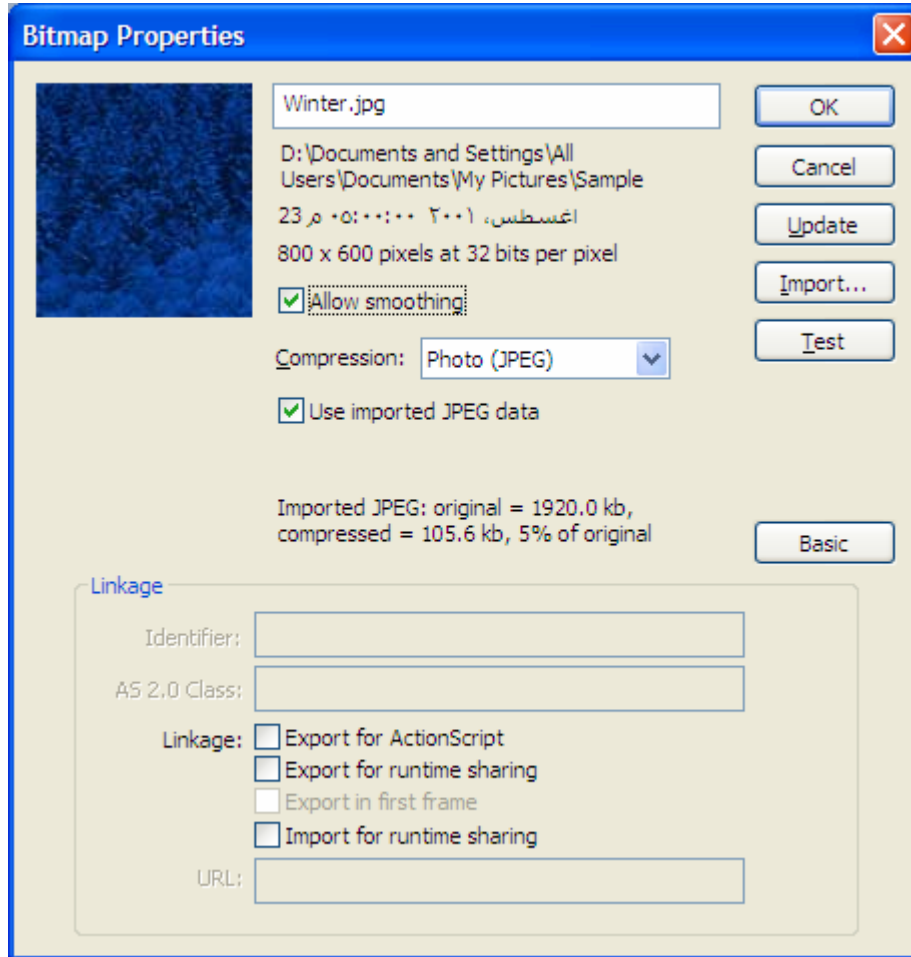 Bitmap Properties
Winter.jpg
OK
D:\Documents and Settings\All
Users\Documents\My Pictures\Sample
Cancel
23 اغسطس، ٢٠٠١ ٠٥:٠٠:٠٠ م
Update
800 x 600 pixels at 32 bits per pixel
Import...
Allow smoothing
Test
Compression: Photo (JPEG)
Use imported JPEG data
Imported JPEG: original = 1920.0 kb,
compressed = 105.6 kb, 5% of original
Basic
Linkage
Identifier:
AS 2.0 Class:
Linkage: Export for ActionScript
Export for runtime sharing
Export in first frame
Import for runtime sharing
URL: